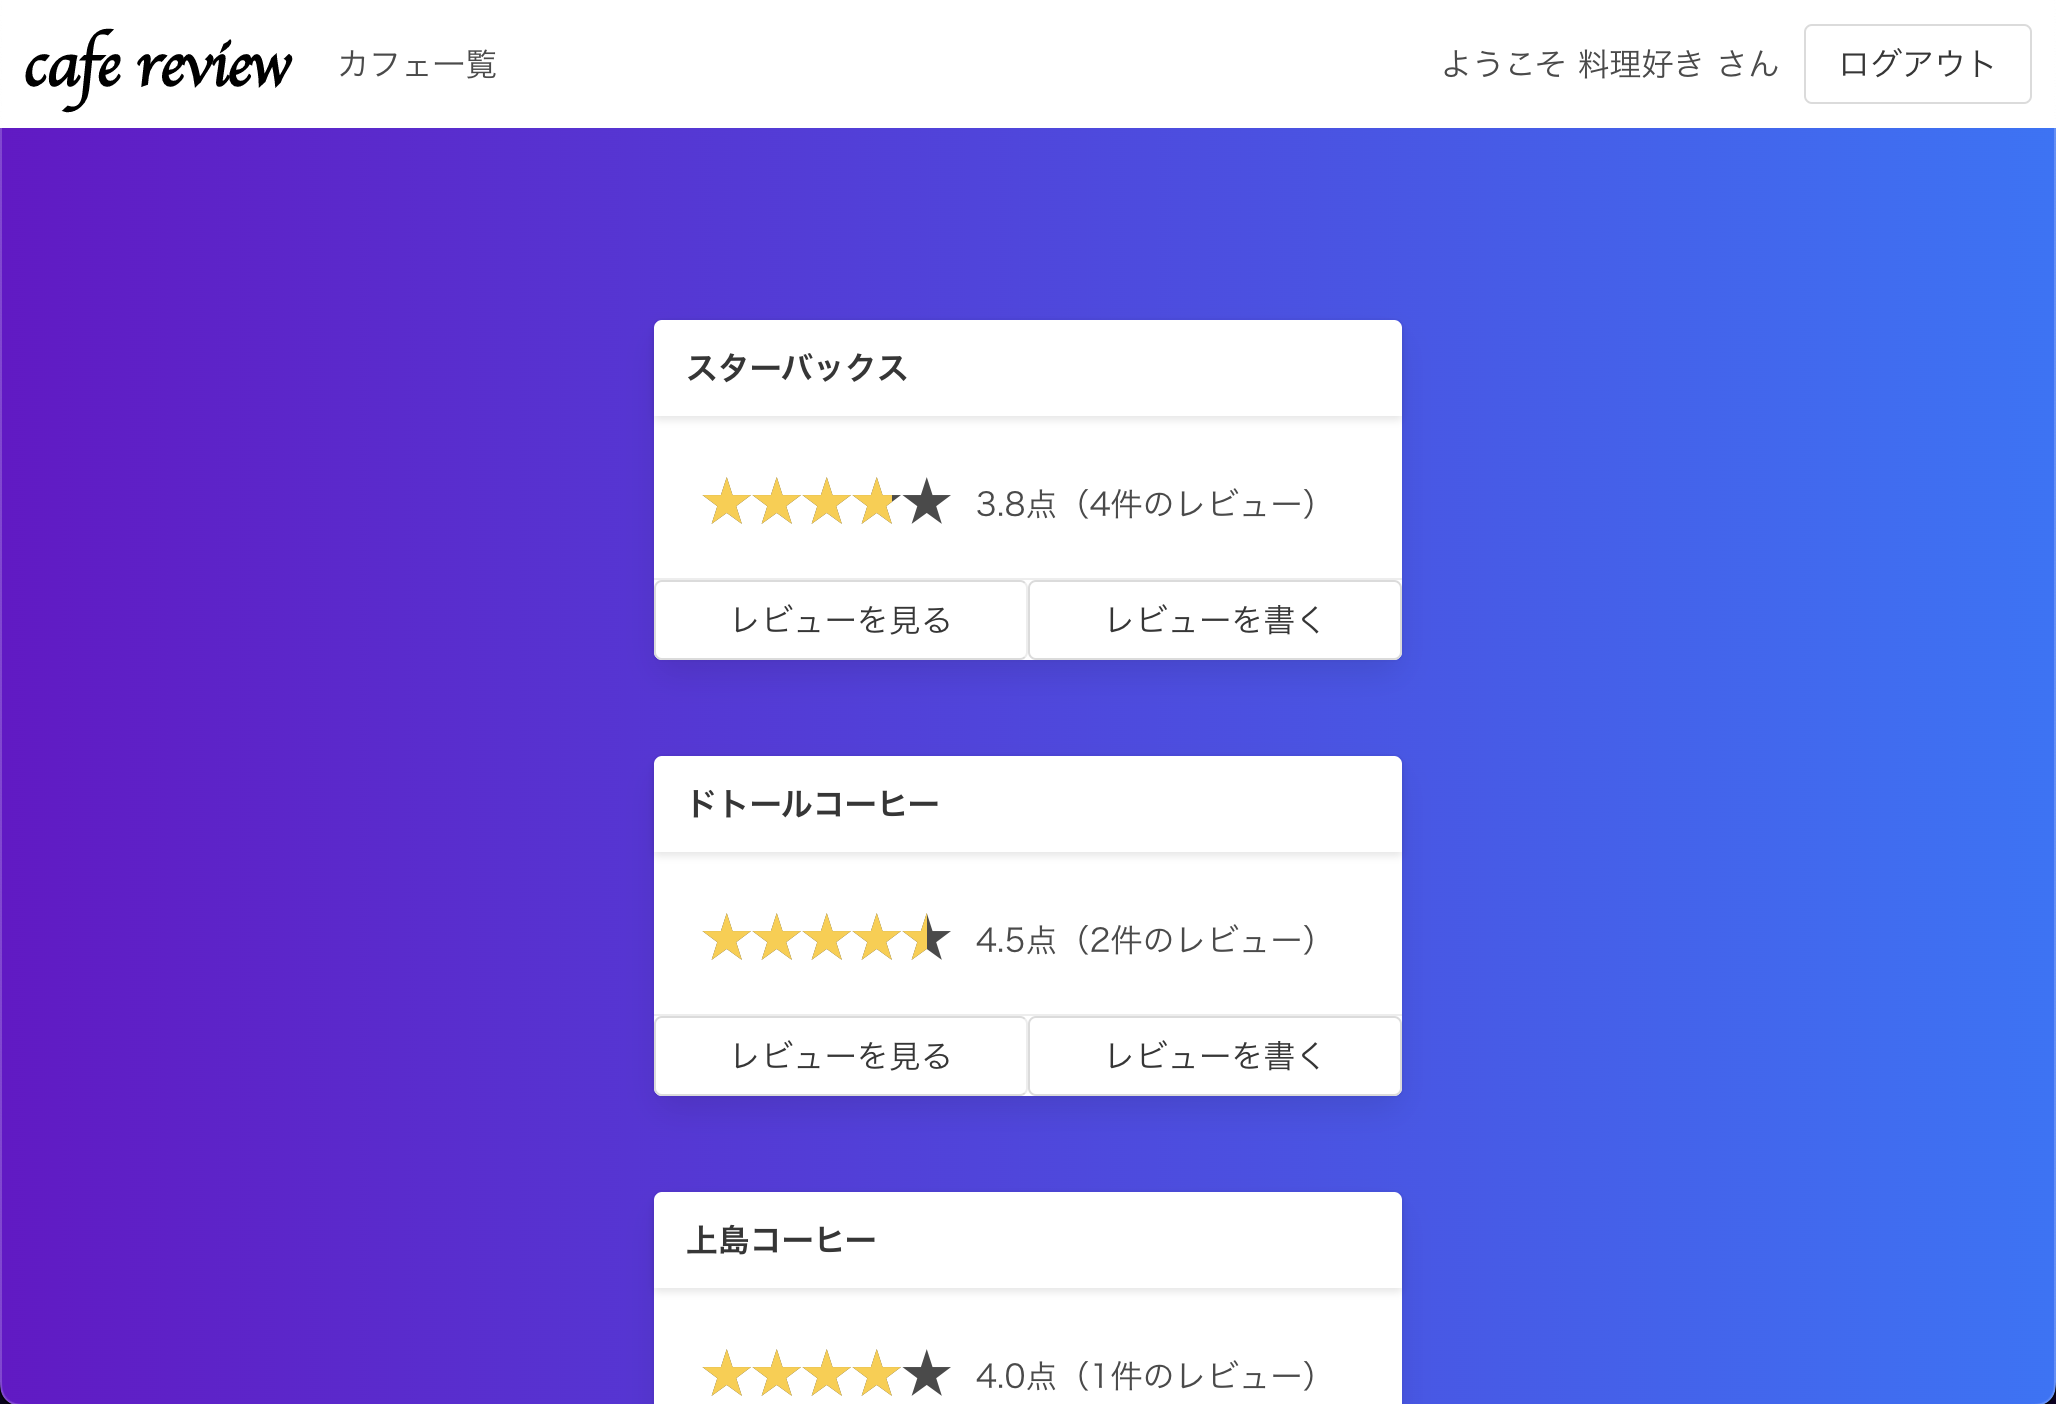 cafe review カフェ一覧 ようこそ 料理好き さん ログアウト
スターバックス
3.8点（4件のレビュー）
レビューを見る レビューを書く
ドトールコーヒー
4.5点（2件のレビュー）
レビューを見る レビューを書く
上島コーヒー
4.0点（1件のレビュー）